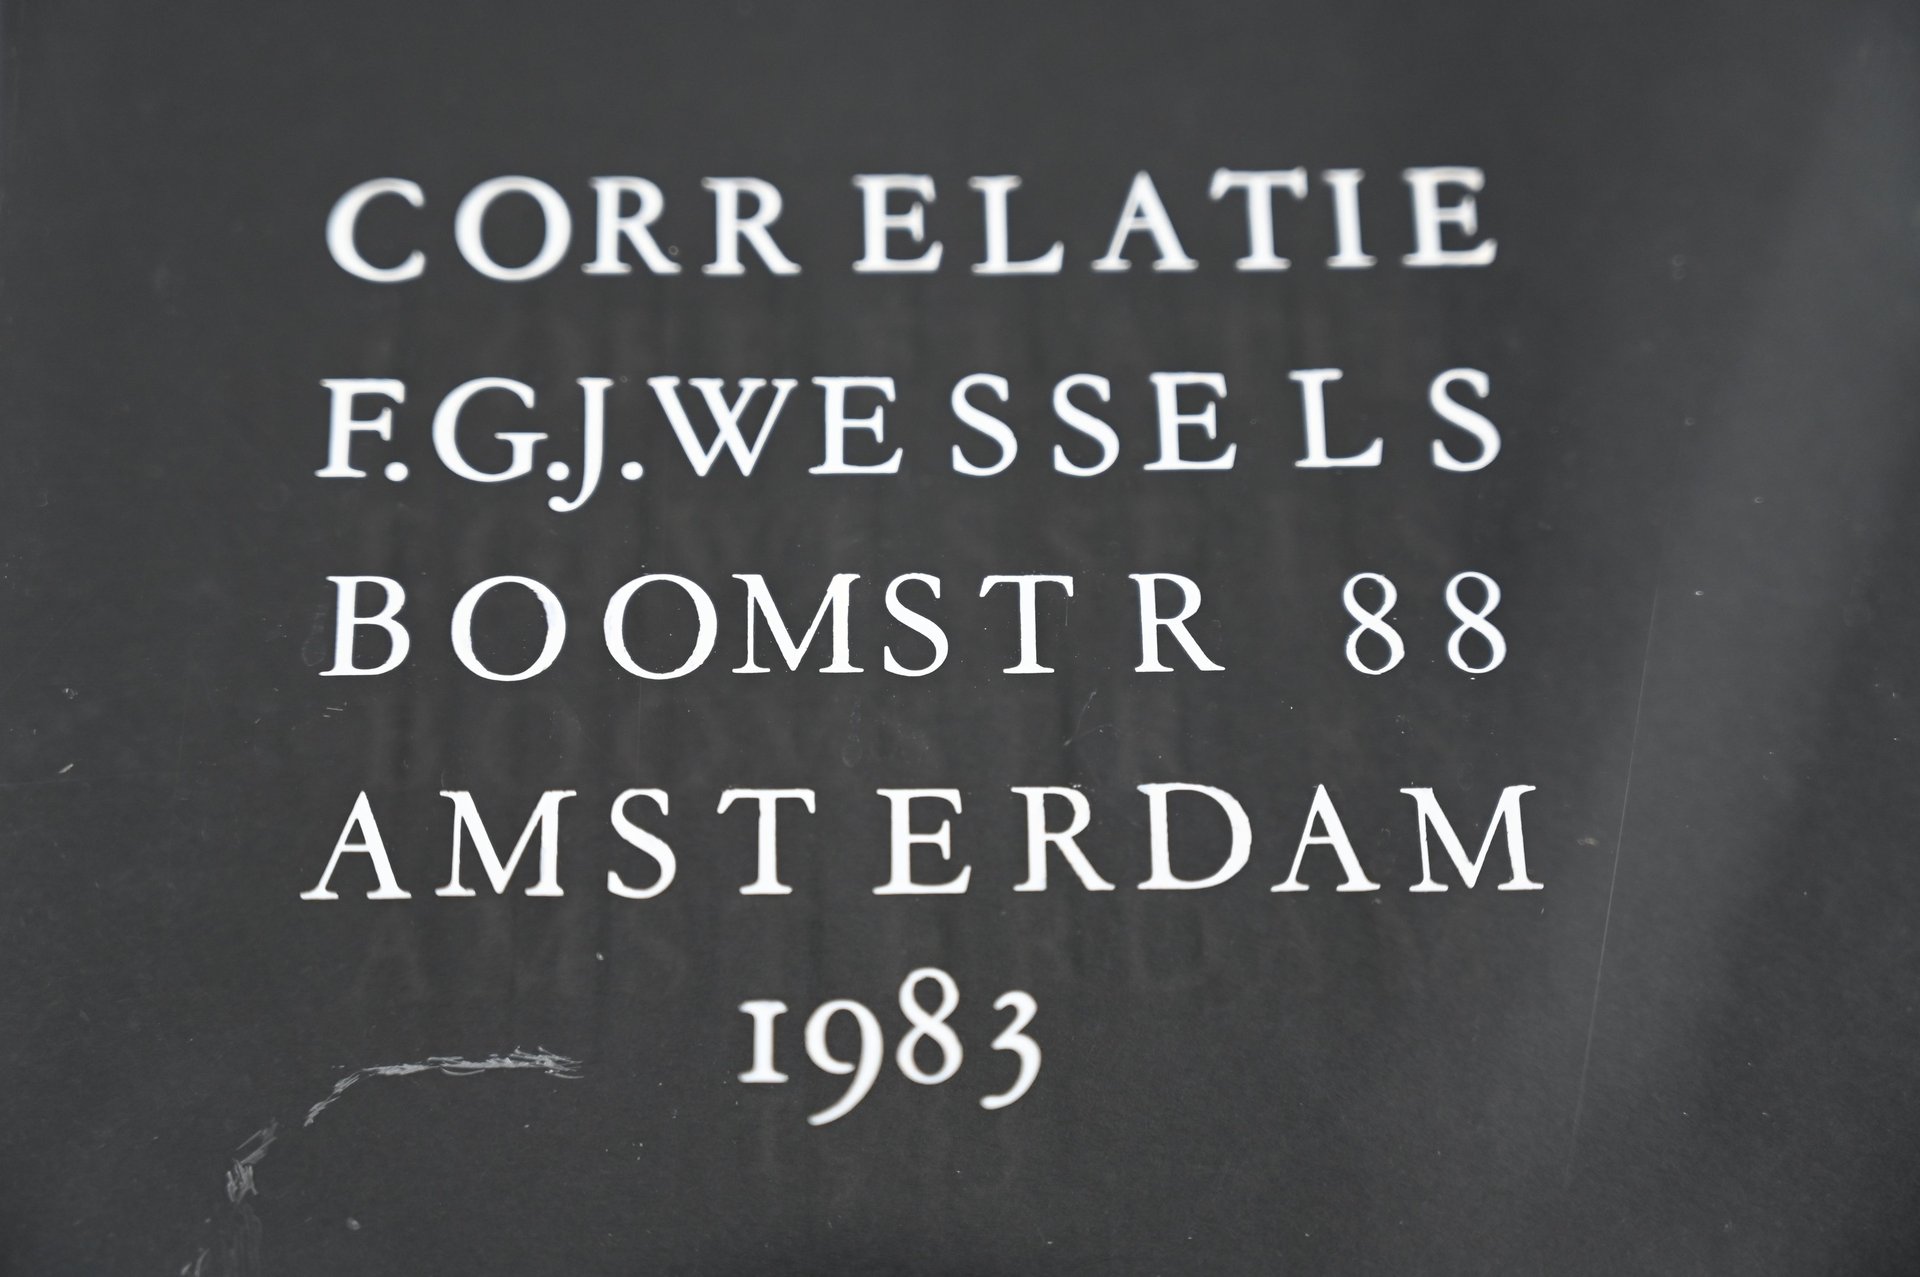 CORRELATIE
F.G.J.WESSELS
BOOMSTR 88
AMSTERDAM
1983